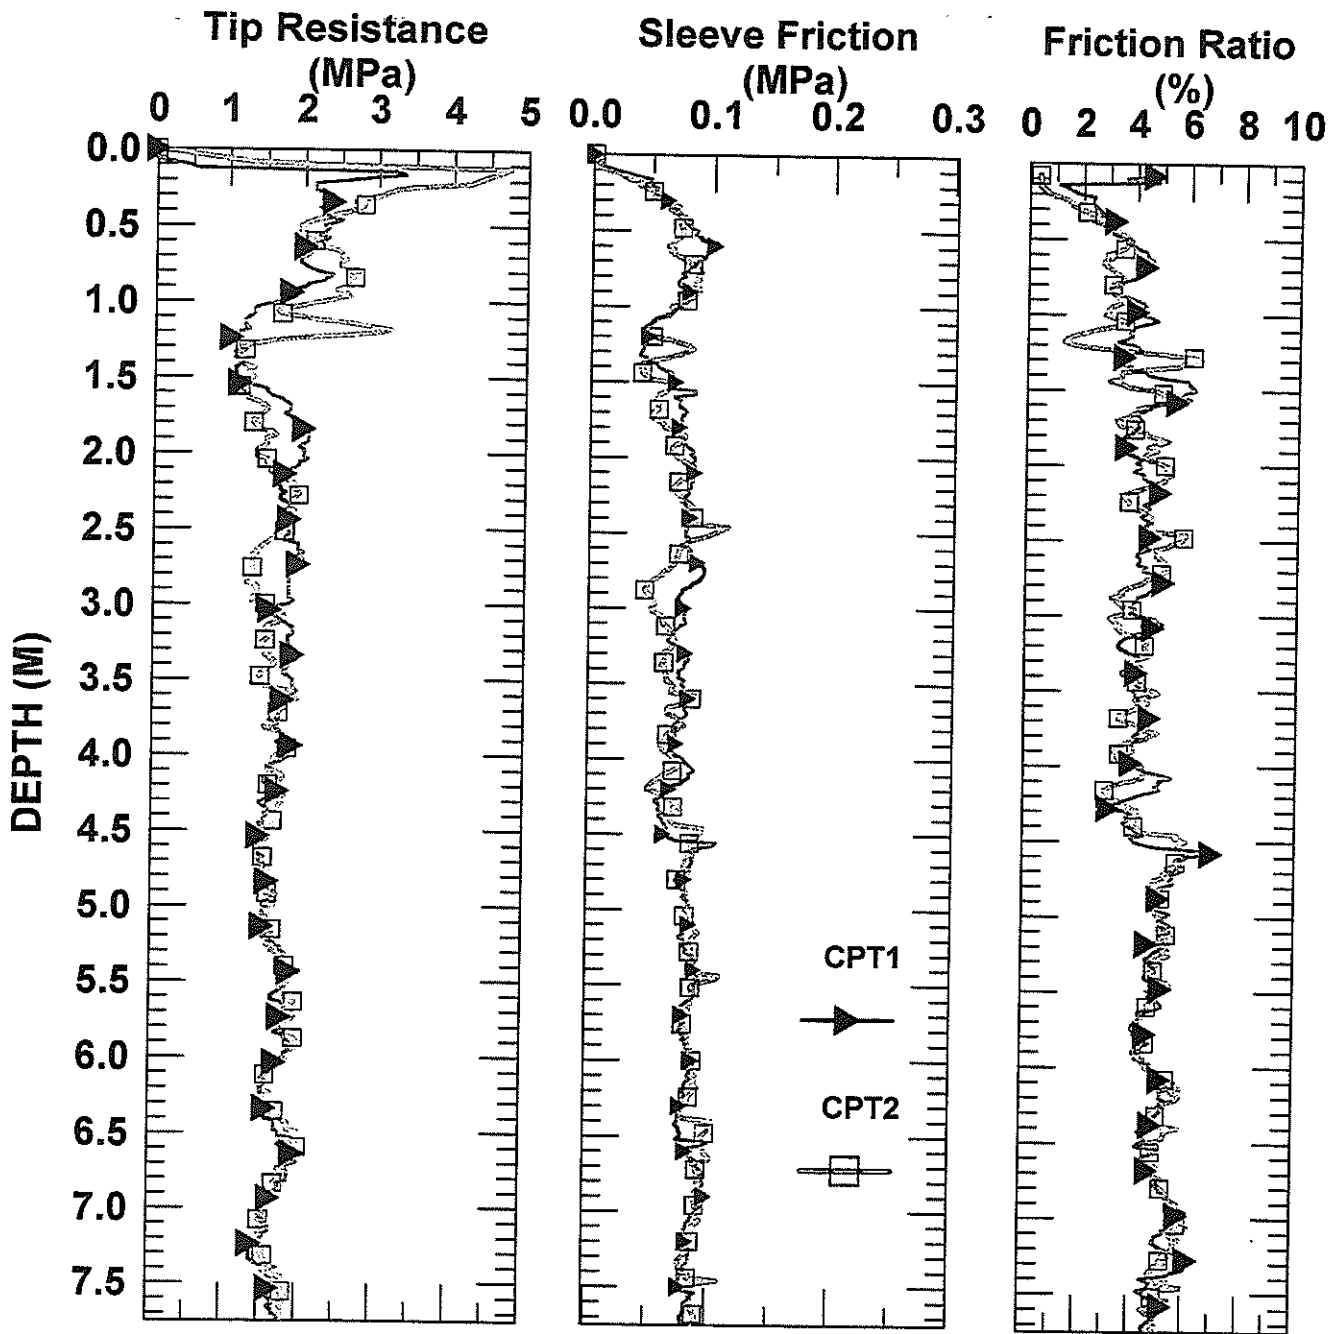 Tip Resistance
(MPa)
0 1 2 3 4 5
Sleeve Friction
(MPa)
0.0 0.1 0.2 0.3
Friction Ratio
(%)
0 2 4 6 8 10
DEPTH (M)
0.0
0.5
1.0
1.5
2.0
2.5
3.0
3.5
4.0
4.5
5.0
5.5
6.0
6.5
7.0
7.5
CPT1
CPT2